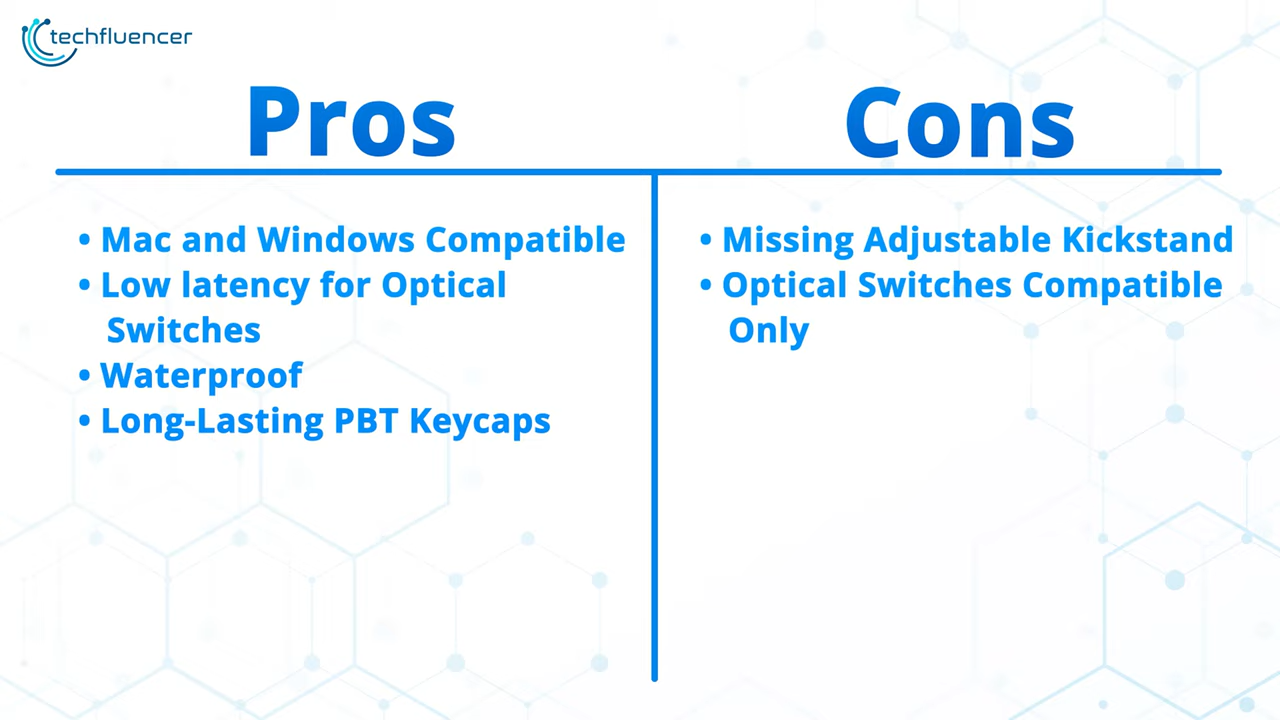 techfluencer
Pros
Cons
• Mac and Windows Compatible
• Low latency for Optical
Switches
• Waterproof
• Long-Lasting PBT Keycaps
• Missing Adjustable Kickstand
• Optical Switches Compatible
Only